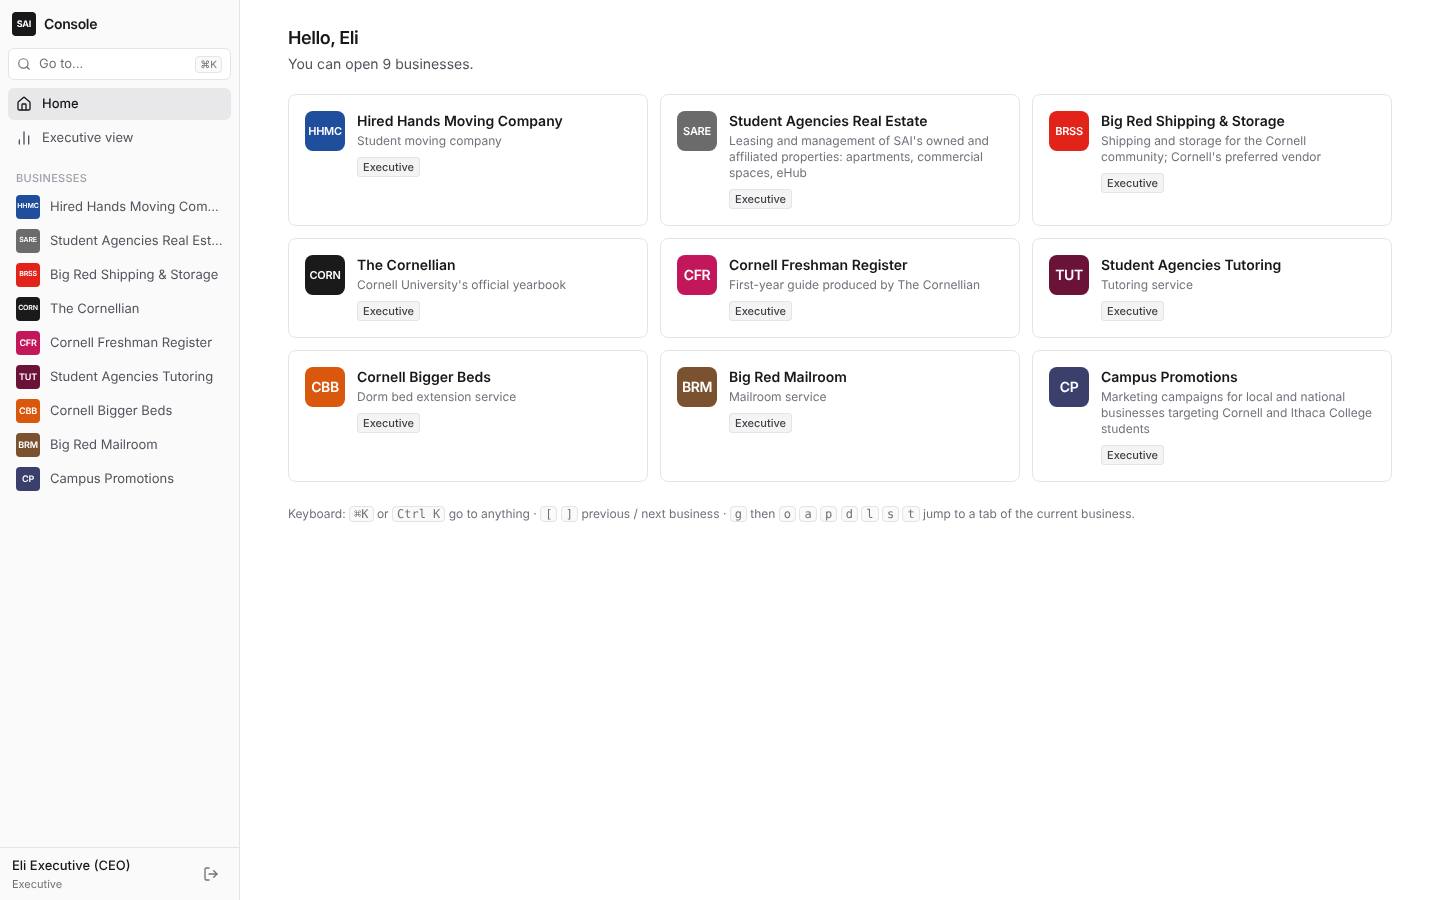 SAI Console
Go to... ⌘K
Home
Executive view
BUSINESSES
HHMC Hired Hands Moving Com...
SARE Student Agencies Real Est...
BRSS Big Red Shipping & Storage
CORN The Cornellian
CFR Cornell Freshman Register
TUT Student Agencies Tutoring
CBB Cornell Bigger Beds
BRM Big Red Mailroom
CP Campus Promotions
Eli Executive (CEO)
Executive
Hello, Eli
You can open 9 businesses.
HHMC
Hired Hands Moving Company
Student moving company
Executive
SARE
Student Agencies Real Estate
Leasing and management of SAI's owned and
affiliated properties: apartments, commercial
spaces, eHub
Executive
BRSS
Big Red Shipping & Storage
Shipping and storage for the Cornell
community; Cornell's preferred vendor
Executive
CORN
The Cornellian
Cornell University's official yearbook
Executive
CFR
Cornell Freshman Register
First-year guide produced by The Cornellian
Executive
TUT
Student Agencies Tutoring
Tutoring service
Executive
CBB
Cornell Bigger Beds
Dorm bed extension service
Executive
BRM
Big Red Mailroom
Mailroom service
Executive
CP
Campus Promotions
Marketing campaigns for local and national
businesses targeting Cornell and Ithaca College
students
Executive
Keyboard: ⌘K or Ctrl K go to anything · [ ] previous / next business · g then o a p d l s t jump to a tab of the current business.